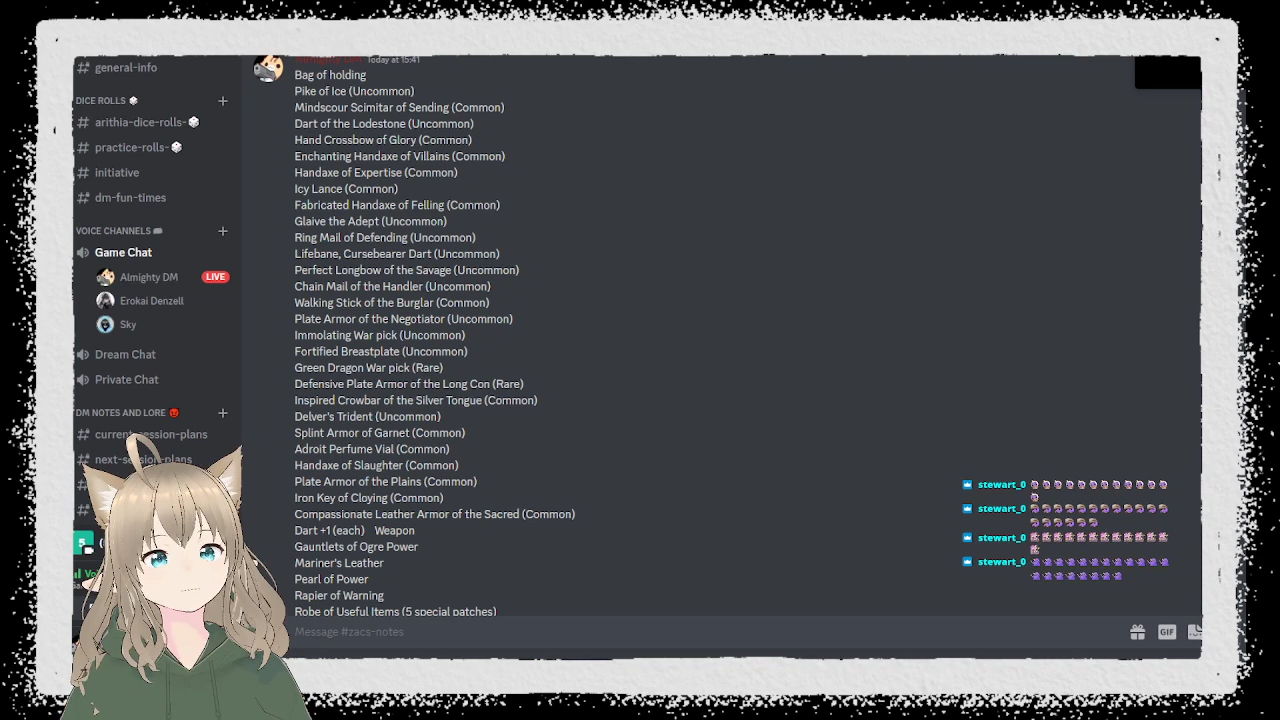 general-info
DICE ROLLS
arithia-dice-rolls-
practice-rolls-
initiative
dm-fun-times
VOICE CHANNELS
Game Chat
Almighty DM LIVE
Erokai Denzell
Sky
Dream Chat
Private Chat
DM NOTES AND LORE
current-session-plans
next-session-plans
5
Almighty DM Today at 15:41
Bag of holding
Pike of Ice (Uncommon)
Mindscour Scimitar of Sending (Common)
Dart of the Lodestone (Uncommon)
Hand Crossbow of Glory (Common)
Enchanting Handaxe of Villains (Common)
Handaxe of Expertise (Common)
Icy Lance (Common)
Fabricated Handaxe of Felling (Common)
Glaive the Adept (Uncommon)
Ring Mail of Defending (Uncommon)
Lifebane, Cursebearer Dart (Uncommon)
Perfect Longbow of the Savage (Uncommon)
Chain Mail of the Handler (Uncommon)
Walking Stick of the Burglar (Common)
Plate Armor of the Negotiator (Uncommon)
Immolating War pick (Uncommon)
Fortified Breastplate (Uncommon)
Green Dragon War pick (Rare)
Defensive Plate Armor of the Long Con (Rare)
Inspired Crowbar of the Silver Tongue (Common)
Delver's Trident (Uncommon)
Splint Armor of Garnet (Common)
Adroit Perfume Vial (Common)
Handaxe of Slaughter (Common)
Plate Armor of the Plains (Common)
Iron Key of Cloying (Common)
Compassionate Leather Armor of the Sacred (Common)
Dart +1 (each) Weapon
Gauntlets of Ogre Power
Mariner's Leather
Pearl of Power
Rapier of Warning
Robe of Useful Items (5 special patches)
Message #zacs-notes
GIF
stewart_0
stewart_0
stewart_0
stewart_0